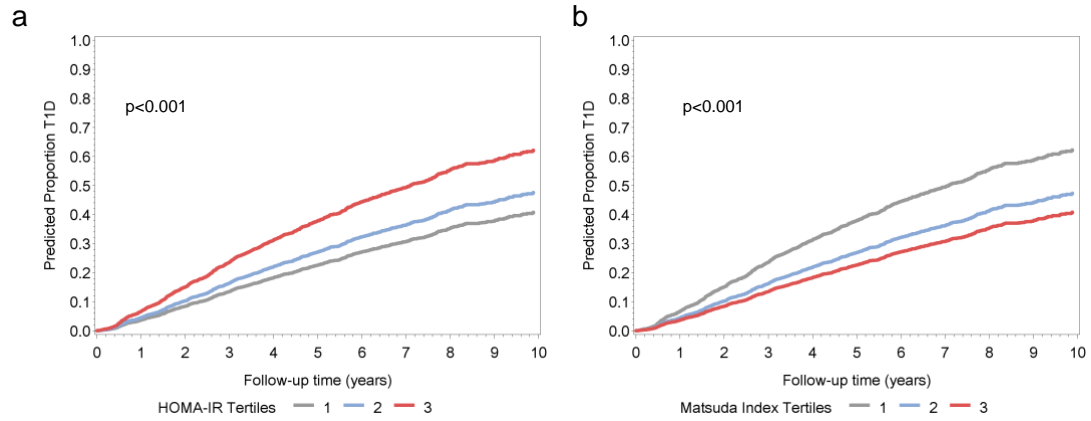 a
1.0
0.9
0.8
0.7
0.6
0.5
0.4
0.3
0.2
0.1
0.0
Predicted Proportion T1D
p<0.001
0 1 2 3 4 5 6 7 8 9 10
Follow-up time (years)
HOMA-IR Tertiles 1 2 3
b
1.0
0.9
0.8
0.7
0.6
0.5
0.4
0.3
0.2
0.1
0.0
Predicted Proportion T1D
p<0.001
0 1 2 3 4 5 6 7 8 9 10
Follow-up time (years)
Matsuda Index Tertiles 1 2 3